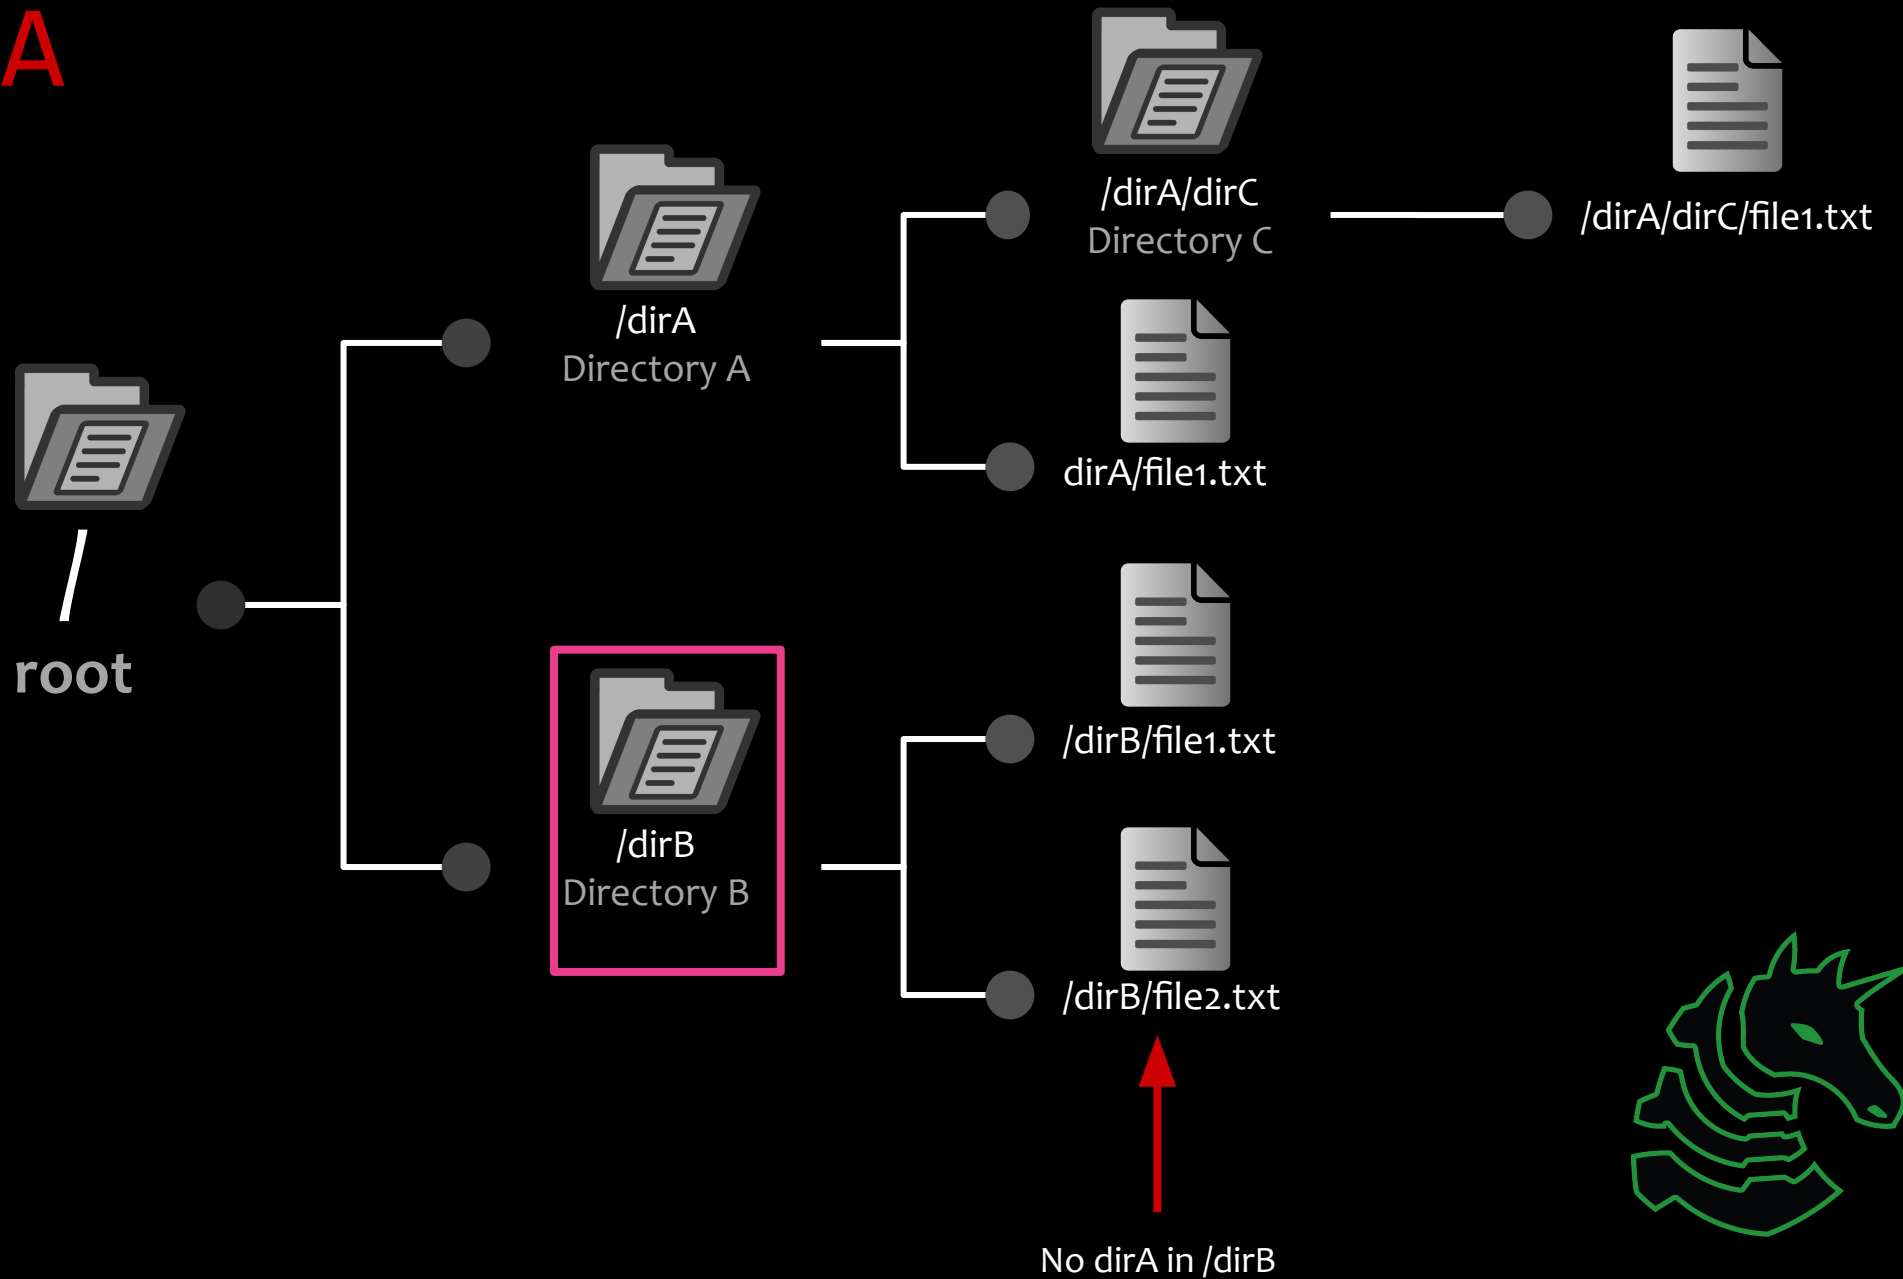 A
/
root
/dirA
Directory A
/dirB
Directory B
/dirA/dirC
Directory C
dirA/file1.txt
/dirB/file1.txt
/dirB/file2.txt
No dirA in /dirB
/dirA/dirC/file1.txt